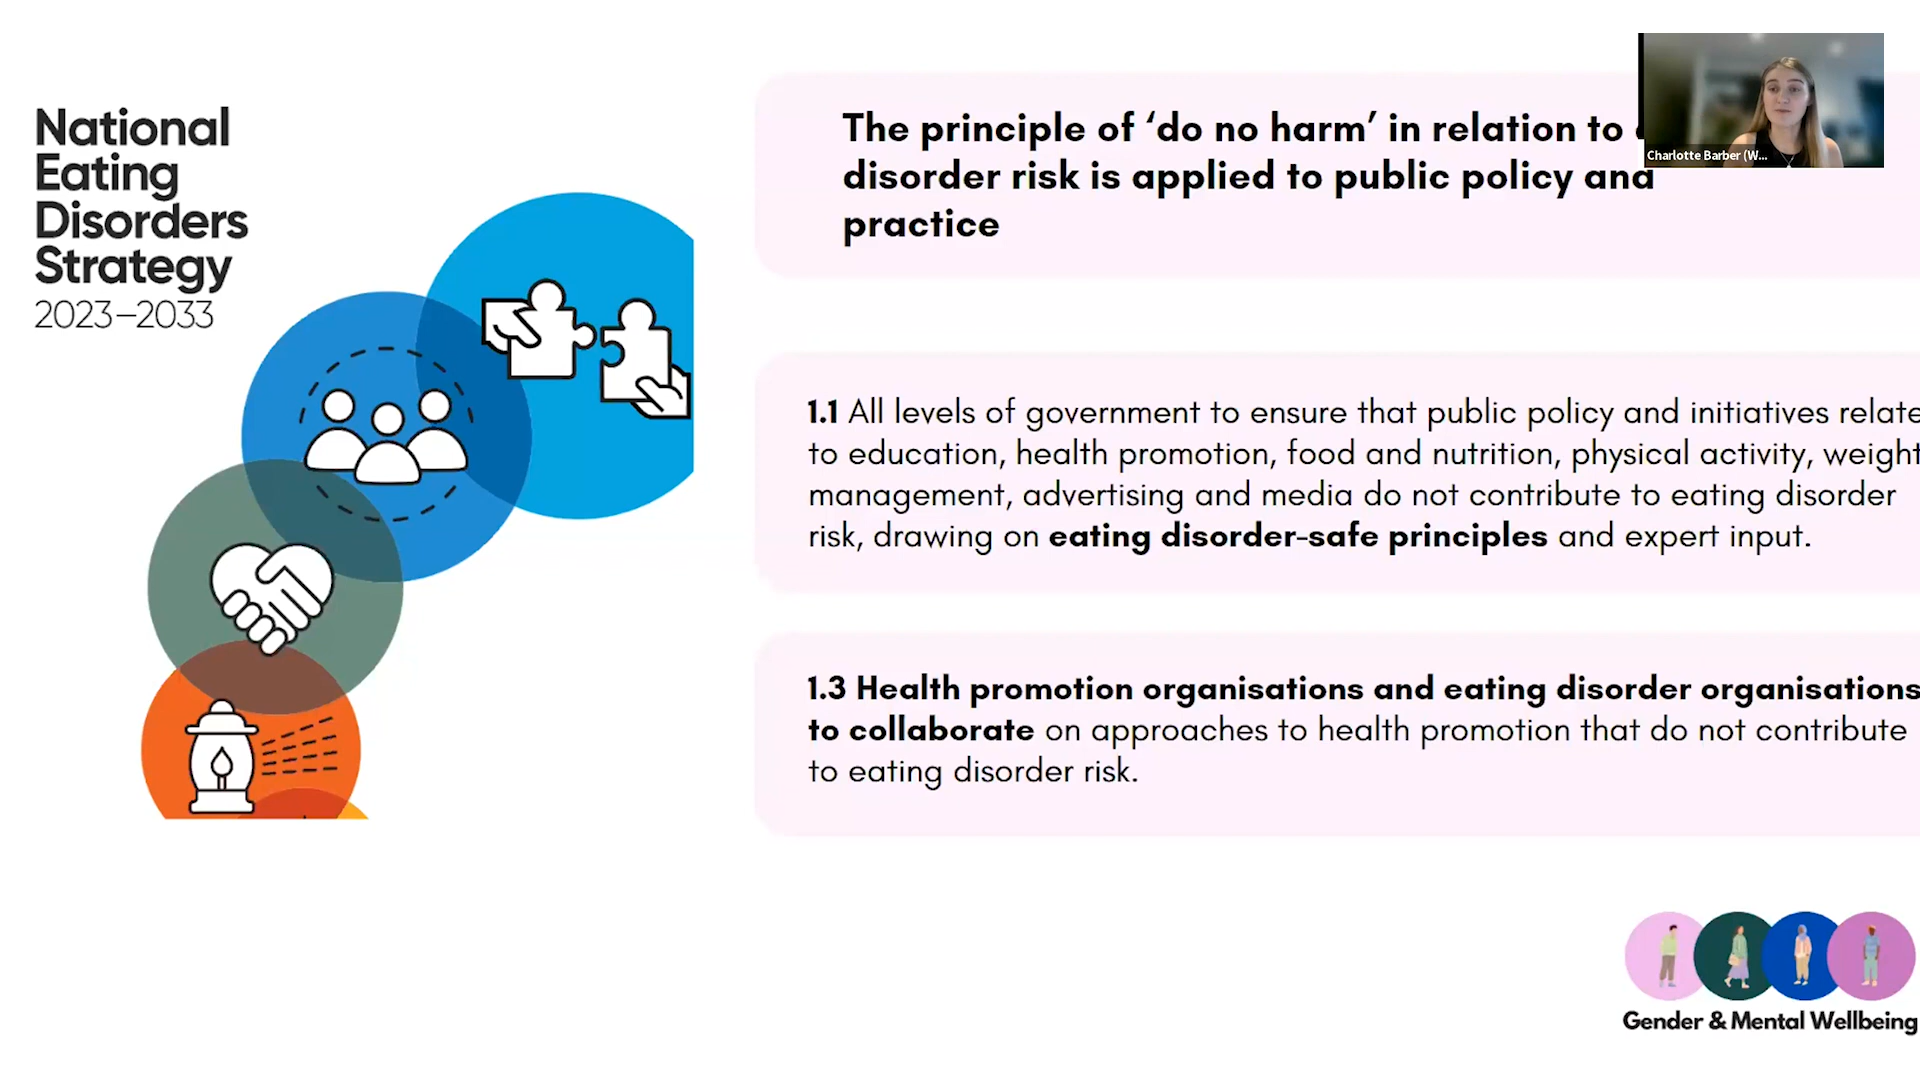 National
Eating
Disorders
Strategy
2023–2033
The principle of ‘do no harm’ in relation to
disorder risk is applied to public policy and
practice
Charlotte Barber (W...
1.1 All levels of government to ensure that public policy and initiatives relate
to education, health promotion, food and nutrition, physical activity, weight
management, advertising and media do not contribute to eating disorder
risk, drawing on eating disorder-safe principles and expert input.
1.3 Health promotion organisations and eating disorder organisations
to collaborate on approaches to health promotion that do not contribute
to eating disorder risk.
Gender & Mental Wellbeing